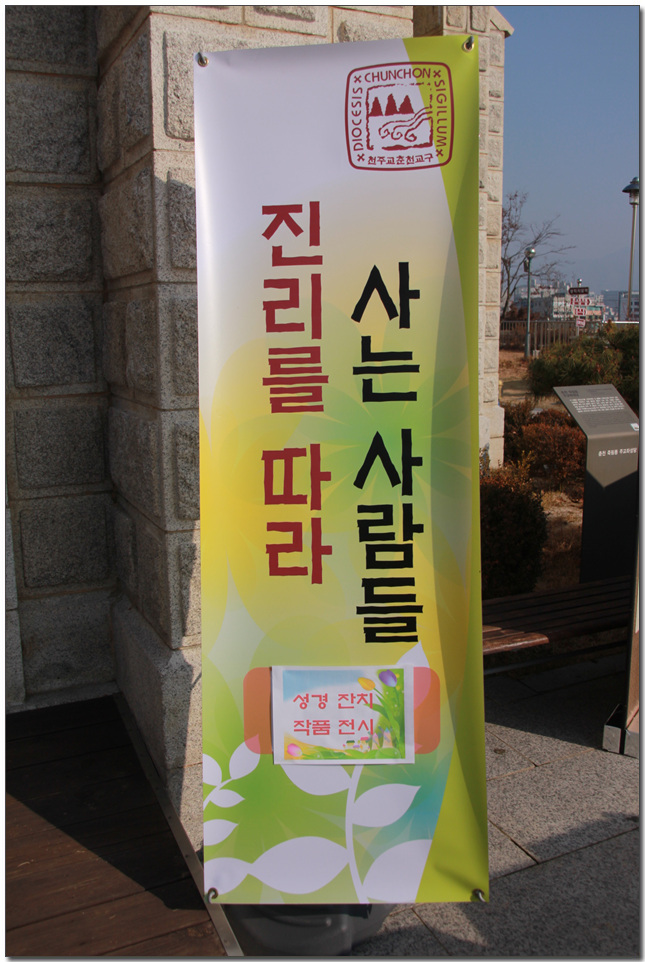 DIOCESIS CHUNCHON SIGILLUM
천주교춘천교구
진리를 따라
사는 사람들
성경 잔치
작품 전시